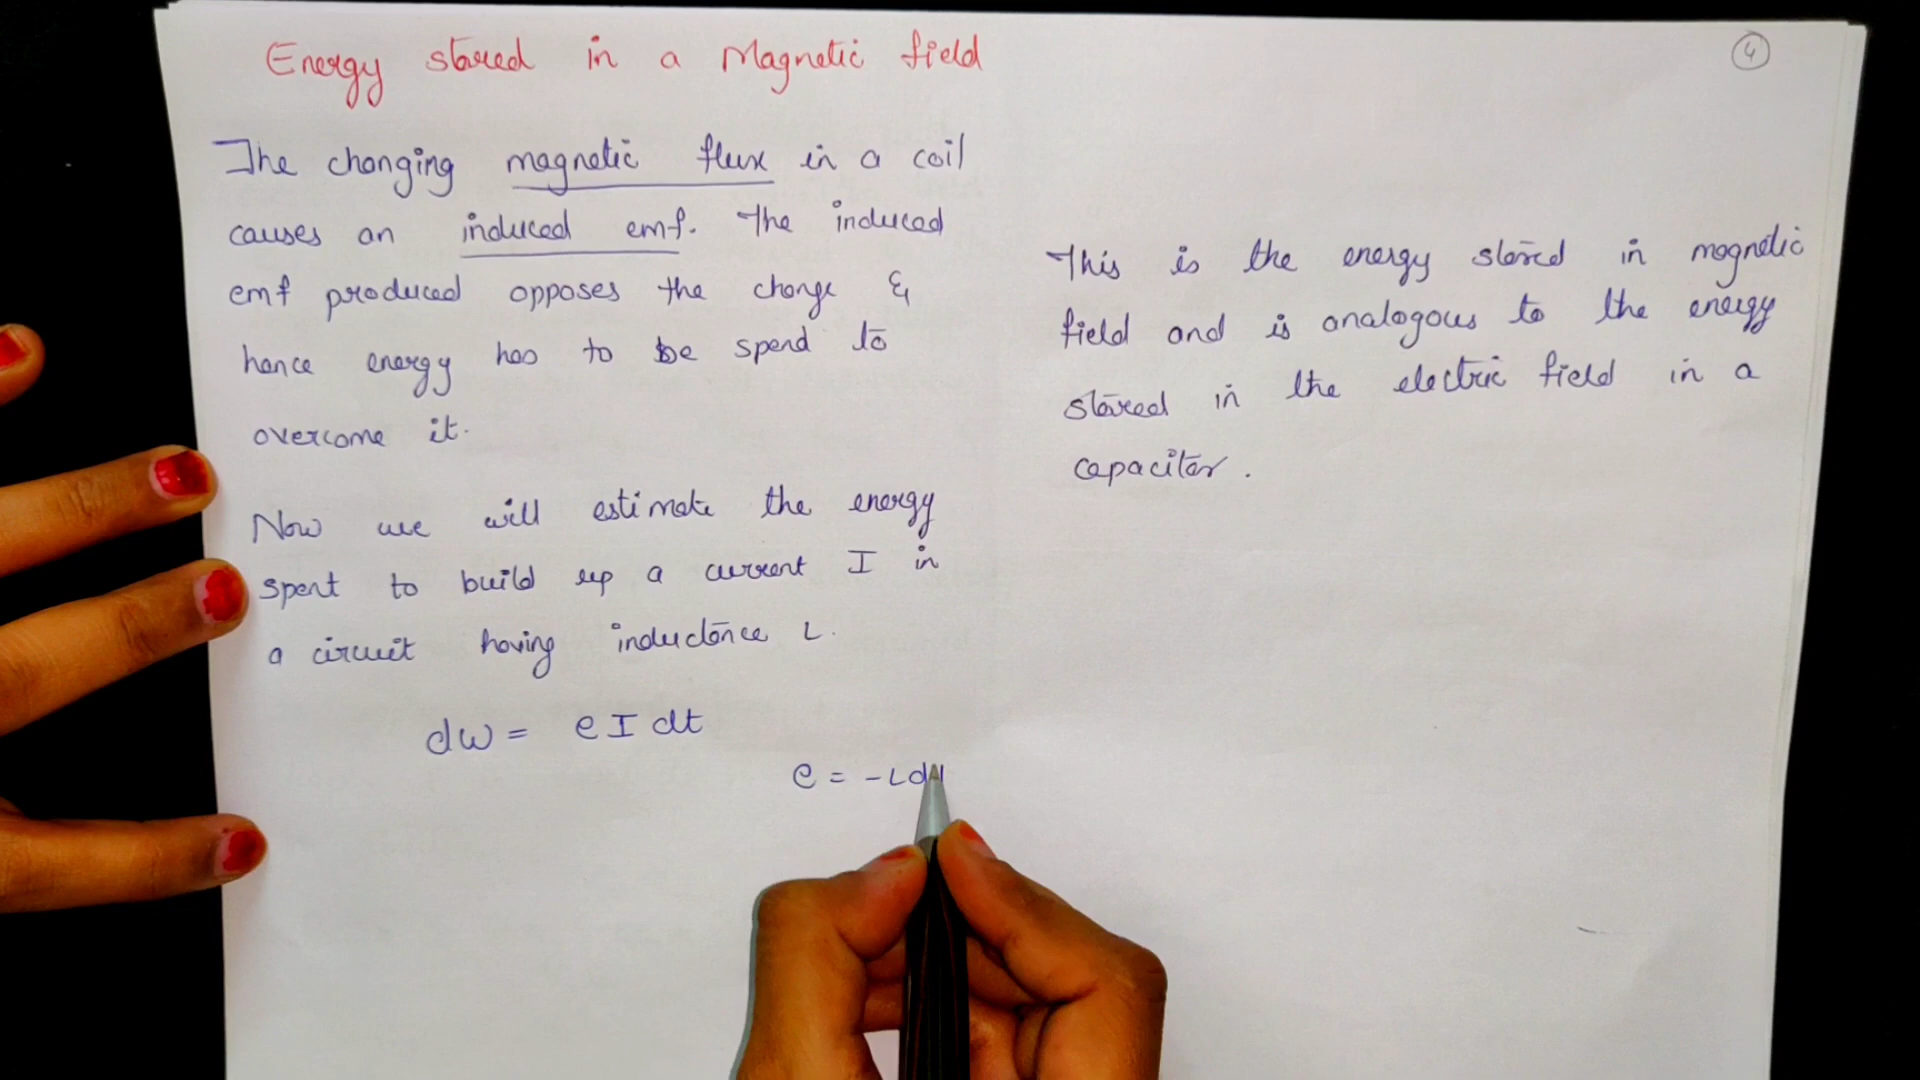 Energy stored in a Magnetic field
4
The changing magnetic flux in a coil
causes an induced emf. The induced
emf produced opposes the change &
hence energy has to be spend to
overcome it.
Now we will estimate the energy
spent to build up a current I in
a circuit having inductance L.
dw = e I dt
e = -L
This is the energy stored in magnetic
field and is analogous to the energy
stored in the electric field in a
capacitor.